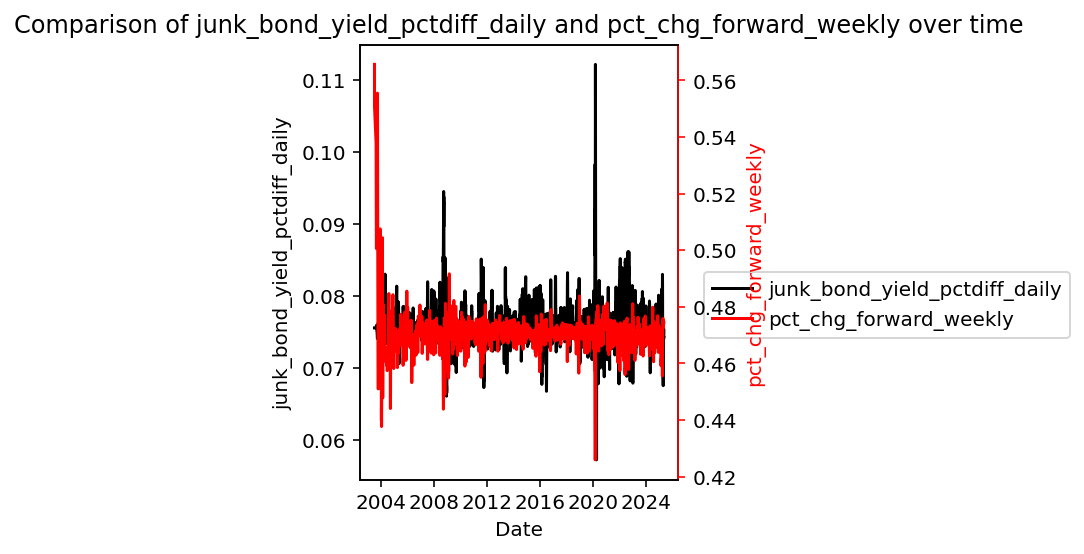 Comparison of junk_bond_yield_pctdiff_daily and pct_chg_forward_weekly over time
junk_bond_yield_pctdiff_daily
0.11
0.10
0.09
0.08
0.07
0.06
0.56
0.54
0.52
0.50
0.48
0.46
0.44
0.42
pct_chg_forward_weekly
junk_bond_yield_pctdiff_daily
pct_chg_forward_weekly
2004 2008 2012 2016 2020 2024
Date